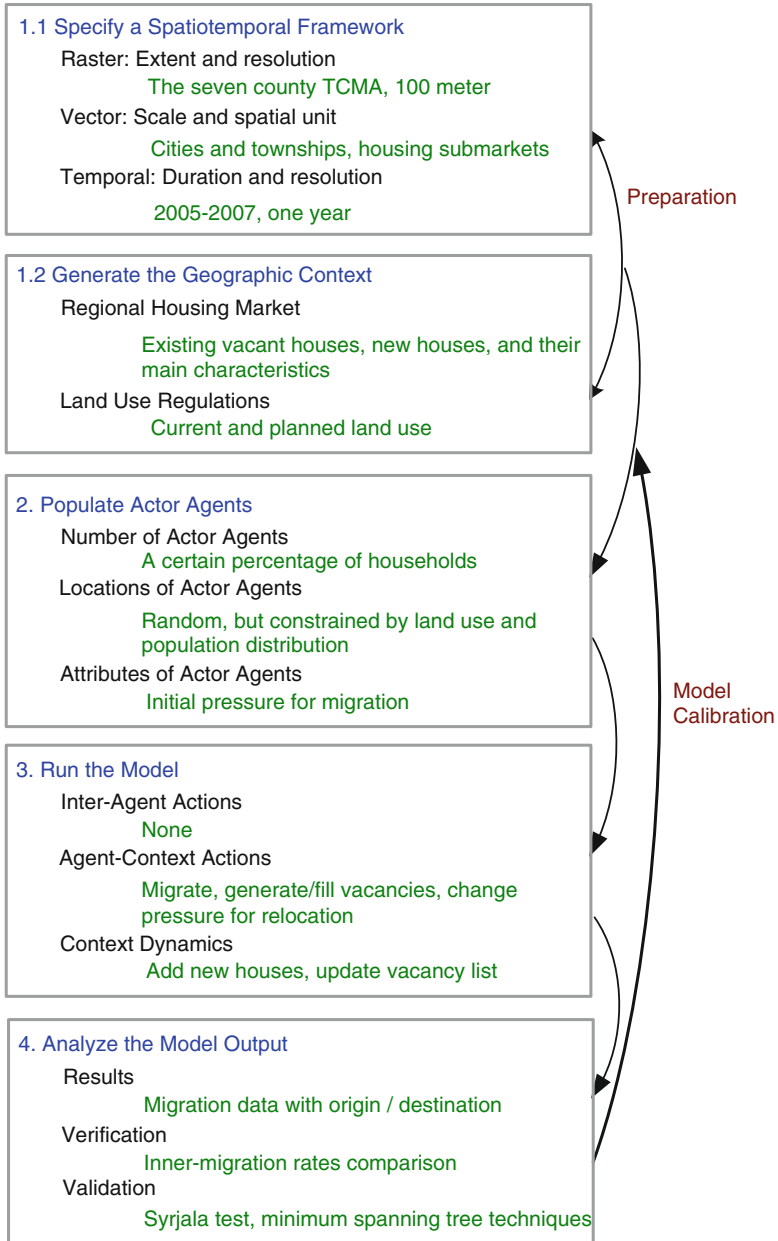 1.1 Specify a Spatiotemporal Framework
Raster: Extent and resolution
The seven county TCMA, 100 meter
Vector: Scale and spatial unit
Cities and townships, housing submarkets
Temporal: Duration and resolution
2005-2007, one year
Preparation
1.2 Generate the Geographic Context
Regional Housing Market
Existing vacant houses, new houses, and their
main characteristics
Land Use Regulations
Current and planned land use
2. Populate Actor Agents
Number of Actor Agents
A certain percentage of households
Locations of Actor Agents
Random, but constrained by land use and
population distribution
Attributes of Actor Agents
Initial pressure for migration
Model
Calibration
3. Run the Model
Inter-Agent Actions
None
Agent-Context Actions
Migrate, generate/fill vacancies, change
pressure for relocation
Context Dynamics
Add new houses, update vacancy list
4. Analyze the Model Output
Results
Migration data with origin / destination
Verification
Inner-migration rates comparison
Validation
Syrjala test, minimum spanning tree techniques